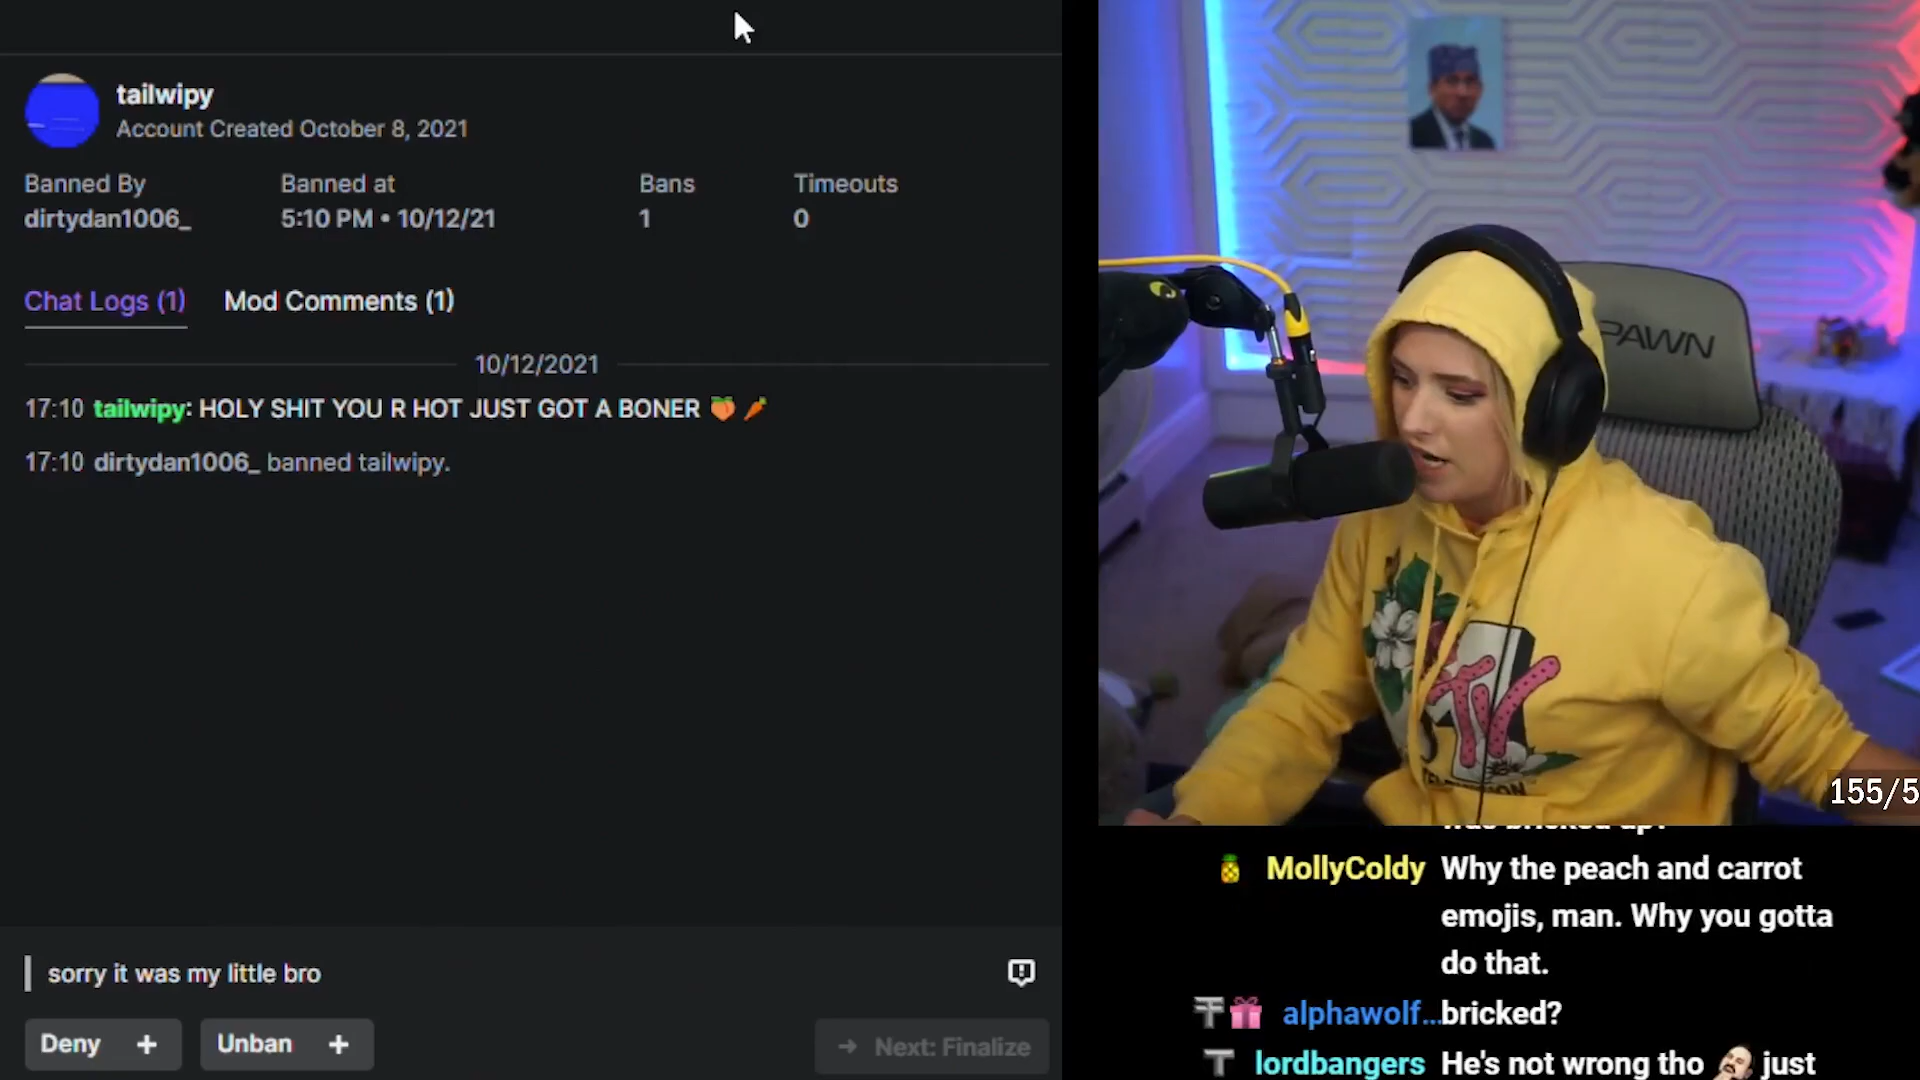 tailwipy
Account Created October 8, 2021
Banned By Banned at Bans Timeouts
dirtydan1006_ 5:10 PM • 10/12/21 1 0
Chat Logs (1) Mod Comments (1)
10/12/2021
17:10 tailwipy: HOLY SHIT YOU R HOT JUST GOT A BONER 🍑 🥕
17:10 dirtydan1006_ banned tailwipy.
sorry it was my little bro
Deny + Unban +
→ Next: Finalize
PAWN
TV
155/5
was bricked up?
MollyColdy Why the peach and carrot
emojis, man. Why you gotta
do that.
alphawolf... bricked?
lordbangers He's not wrong tho just